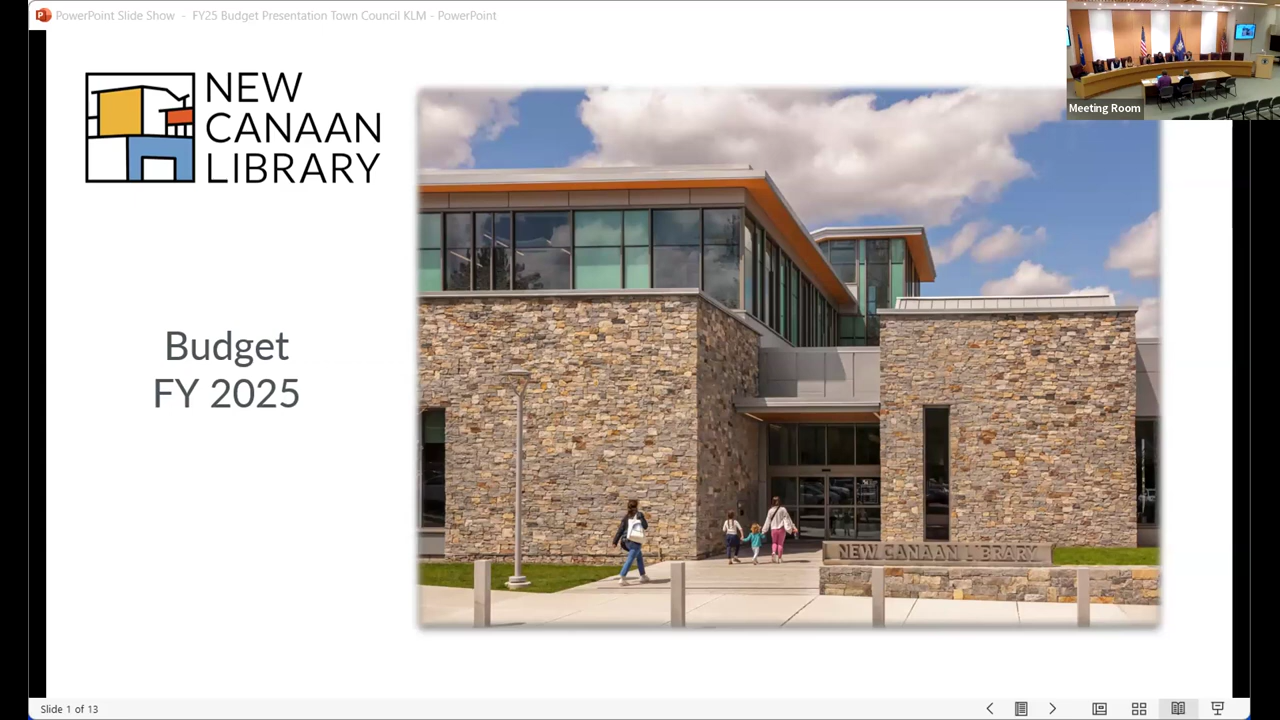 PowerPoint Slide Show - FY25 Budget Presentation Town Council KLM - PowerPoint
Meeting Room
NEW
CANAAN
LIBRARY
Budget
FY 2025
NEW CANAAN LIBRARY
Slide 1 of 13